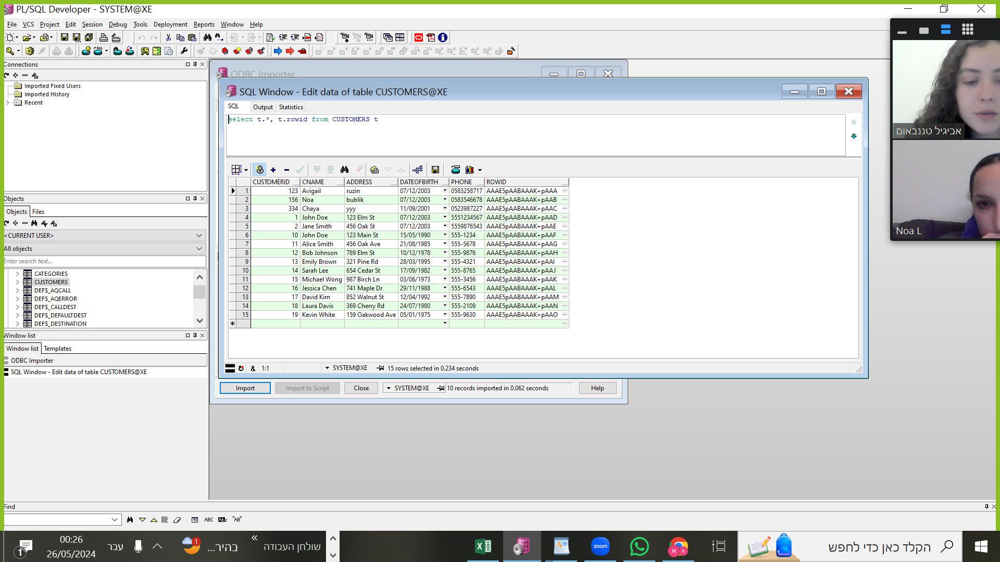 PL/SQL Developer - SYSTEM@XE
File VCS Project Edit Session Debug Tools Deployment Reports Window Help
Connections
Imported Fixed Users
Imported History
Recent
Objects
Objects Files
<CURRENT USER>
All objects
Enter search text...
CATEGORIES
CUSTOMERS
DEF$_AQCALL
DEF$_AQERROR
DEF$_CALLDEST
DEF$_DEFAULTDEST
DEF$_DESTINATION
Window list
Window list Templates
ODBC Importer
SQL Window - Edit data of table CUSTOMERS@XE
ODBC Importer
SQL Window - Edit data of table CUSTOMERS@XE
SQL Output Statistics
select t.*, t.rowid from CUSTOMERS t
CUSTOMERID CNAME ADDRESS DATEOFBIRTH PHONE ROWID
1 123 Avigail ruzin 07/12/2003 0583258717 AAAE5pAABAAAK+pAAA
2 156 Noa bublik 07/12/2003 0583546678 AAAE5pAABAAAK+pAAB
3 334 Chaya yyy 11/09/2001 0523987227 AAAE5pAABAAAK+pAAC
4 1 John Doe 123 Elm St 07/12/2003 5551234567 AAAE5pAABAAAK+pAAD
5 2 Jane Smith 456 Oak St 07/12/2003 5559876543 AAAE5pAABAAAK+pAAE
6 10 John Doe 123 Main St 15/05/1990 555-1234 AAAE5pAABAAAK+pAAF
7 11 Alice Smith 456 Oak Ave 21/08/1985 555-5678 AAAE5pAABAAAK+pAAG
8 12 Bob Johnson 789 Elm St 10/12/1978 555-9876 AAAE5pAABAAAK+pAAH
9 13 Emily Brown 321 Pine Rd 28/03/1995 555-4321 AAAE5pAABAAAK+pAAI
10 14 Sarah Lee 654 Cedar St 17/09/1982 555-8765 AAAE5pAABAAAK+pAAJ
11 15 Michael Wong 987 Birch Ln 03/06/1973 555-3456 AAAE5pAABAAAK+pAAK
12 16 Jessica Chen 741 Maple Dr 29/11/1988 555-6543 AAAE5pAABAAAK+pAAL
13 17 David Kim 852 Walnut St 12/04/1992 555-7890 AAAE5pAABAAAK+pAAM
14 18 Laura Davis 369 Cherry Rd 24/07/1980 555-2109 AAAE5pAABAAAK+pAAN
15 19 Kevin White 159 Oakwood Ave 05/01/1975 555-9630 AAAE5pAABAAAK+pAAO
& 1:1 SYSTEM@XE 15 rows selected in 0.234 seconds
Import Import to Script Close SYSTEM@XE 10 records imported in 0.062 seconds Help
אביגיל טננבאום
Noa L
Find
ABC "AB"
00:26
26/05/2024
1
עבר
1
בהיר...
שולחן העבודה
zoom
הקלד כאן כדי לחפש